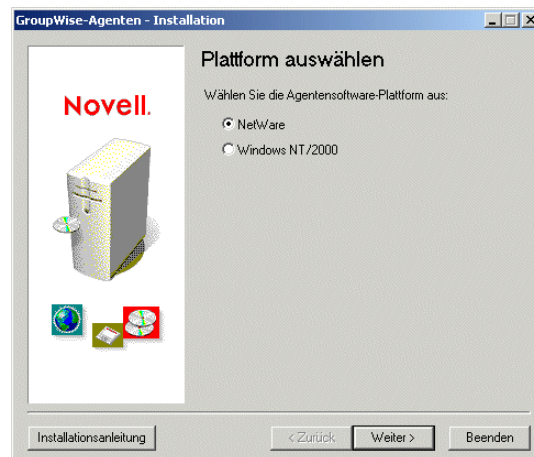 GroupWise-Agenten - Installation
Plattform auswählen
Novell.
Wählen Sie die Agentensoftware-Plattform aus:
NetWare
Windows NT/2000
Installationsanleitung
< Zurück
Weiter >
Beenden